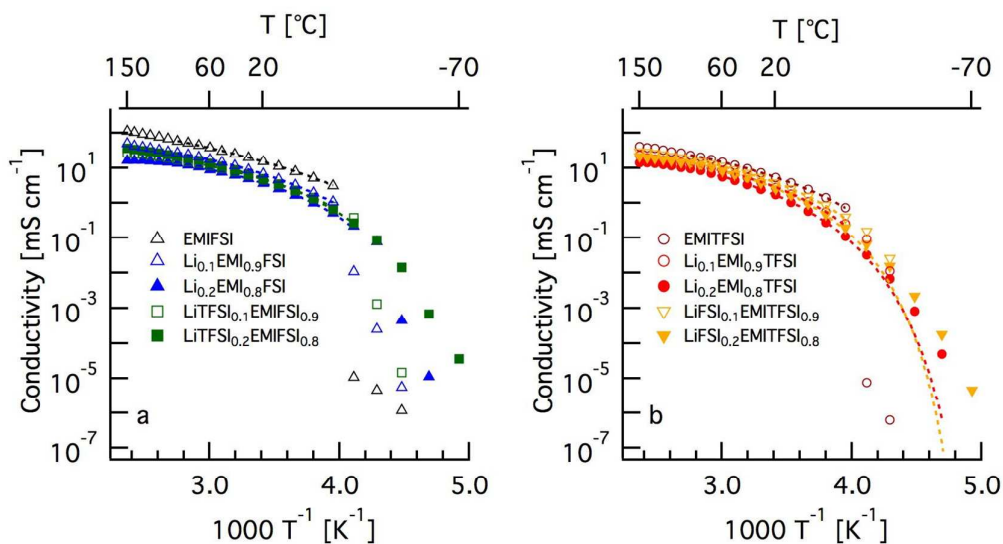 T [°C]
150 60 20 -70
10¹
10⁻¹
10⁻³
10⁻⁵
10⁻⁷
Conductivity [mS cm⁻¹]
EMIFSI
Li₀.₁EMI₀.₉FSI
Li₀.₂EMI₀.₈FSI
LiTFSI₀.₁EMIFSI₀.₉
LiTFSI₀.₂EMIFSI₀.₈
a
3.0 4.0 5.0
1000 T⁻¹ [K⁻¹]
T [°C]
150 60 20 -70
10¹
10⁻¹
10⁻³
10⁻⁵
10⁻⁷
Conductivity [mS cm⁻¹]
EMITFSI
Li₀.₁EMI₀.₉TFSI
Li₀.₂EMI₀.₈TFSI
LiFSI₀.₁EMITFSI₀.₉
LiFSI₀.₂EMITFSI₀.₈
b
3.0 4.0 5.0
1000 T⁻¹ [K⁻¹]